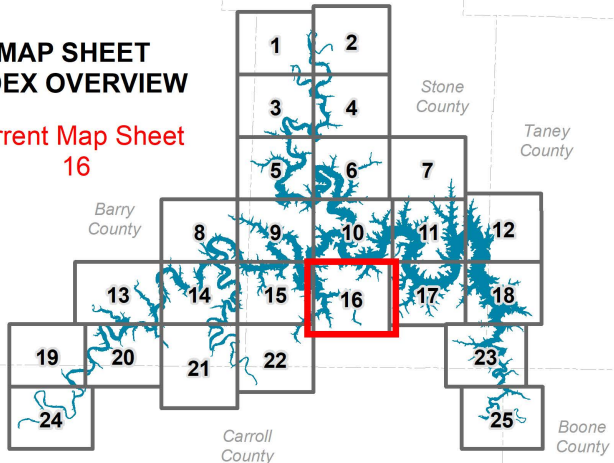 MAP SHEET
DEX OVERVIEW
rrent Map Sheet
16
1
2
Stone
County
3
4
Taney
County
5
6
7
Barry
County
8
9
10
11
12
13
14
15
16
17
18
19
20
21
22
23
24
25
Carroll
County
Boone
County